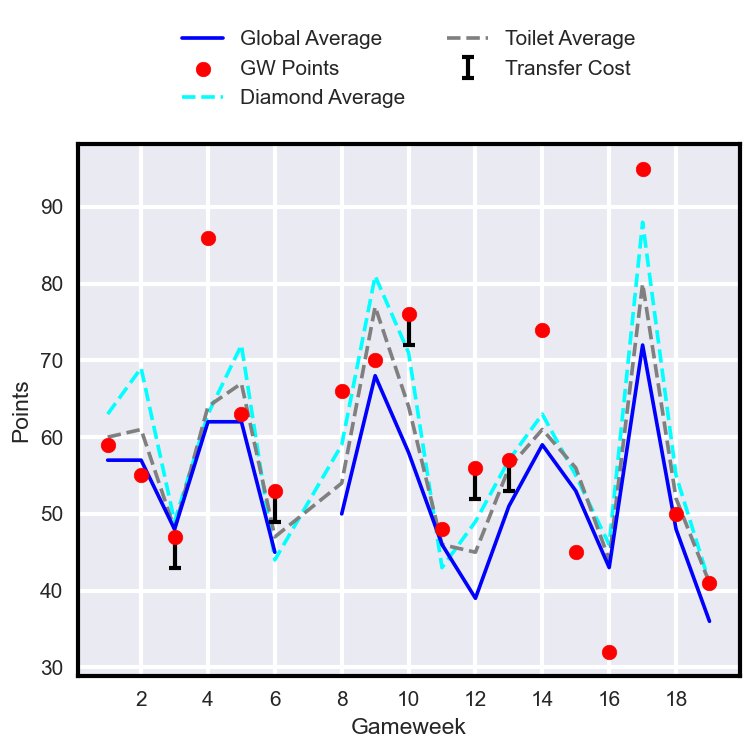 Global Average
GW Points
Diamond Average
Toilet Average
Transfer Cost
Points
90
80
70
60
50
40
30
2 4 6 8 10 12 14 16 18
Gameweek